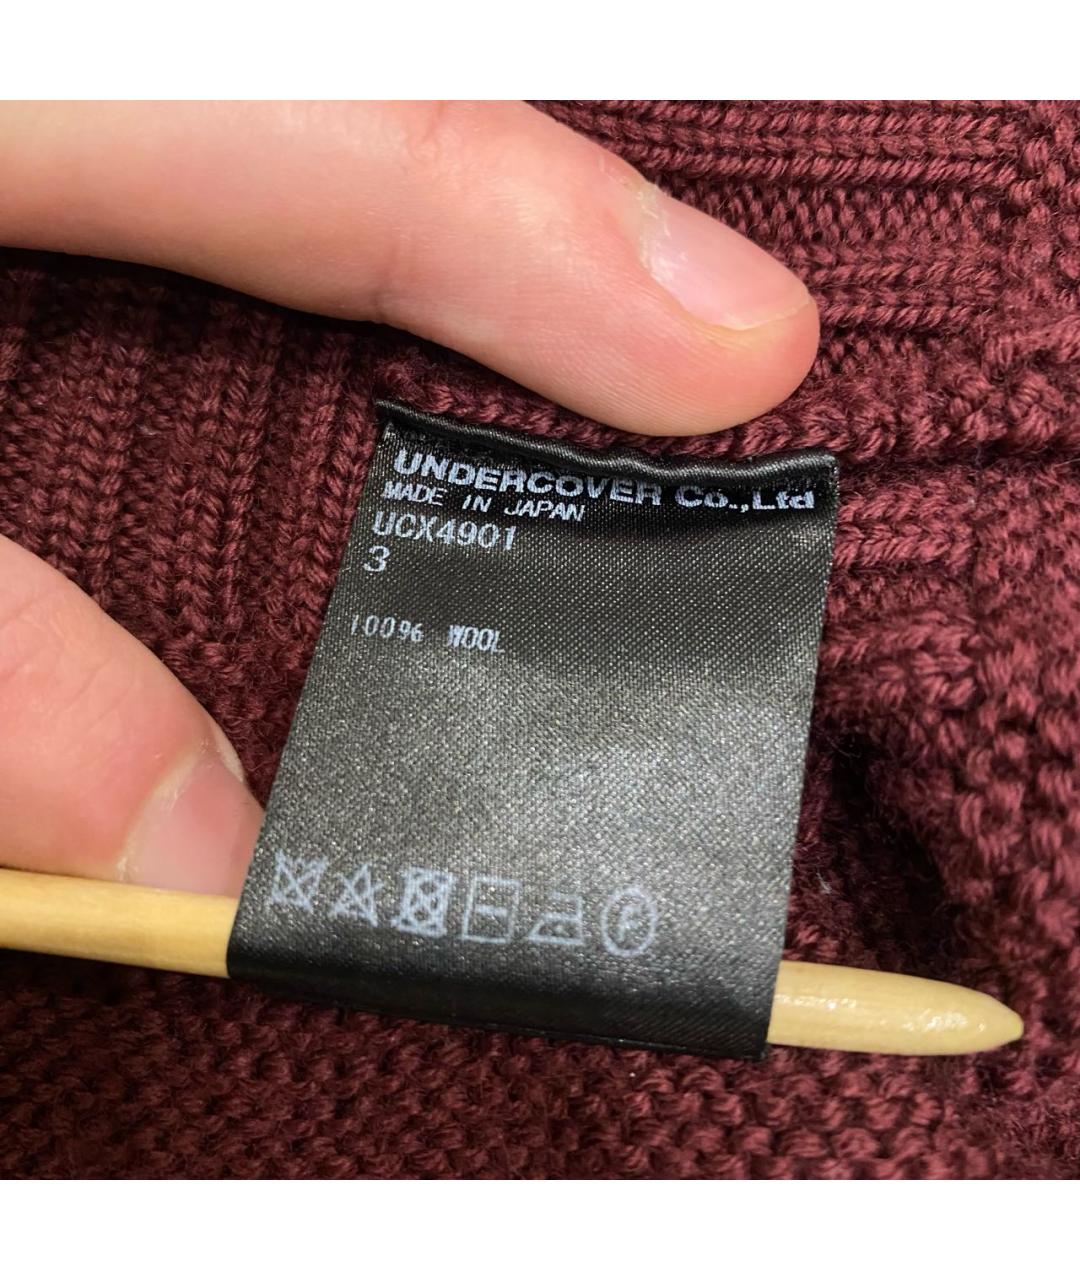 UNDERCOVER Co.,Ltd
MADE IN JAPAN
UCX4901
3
100% WOOL
F